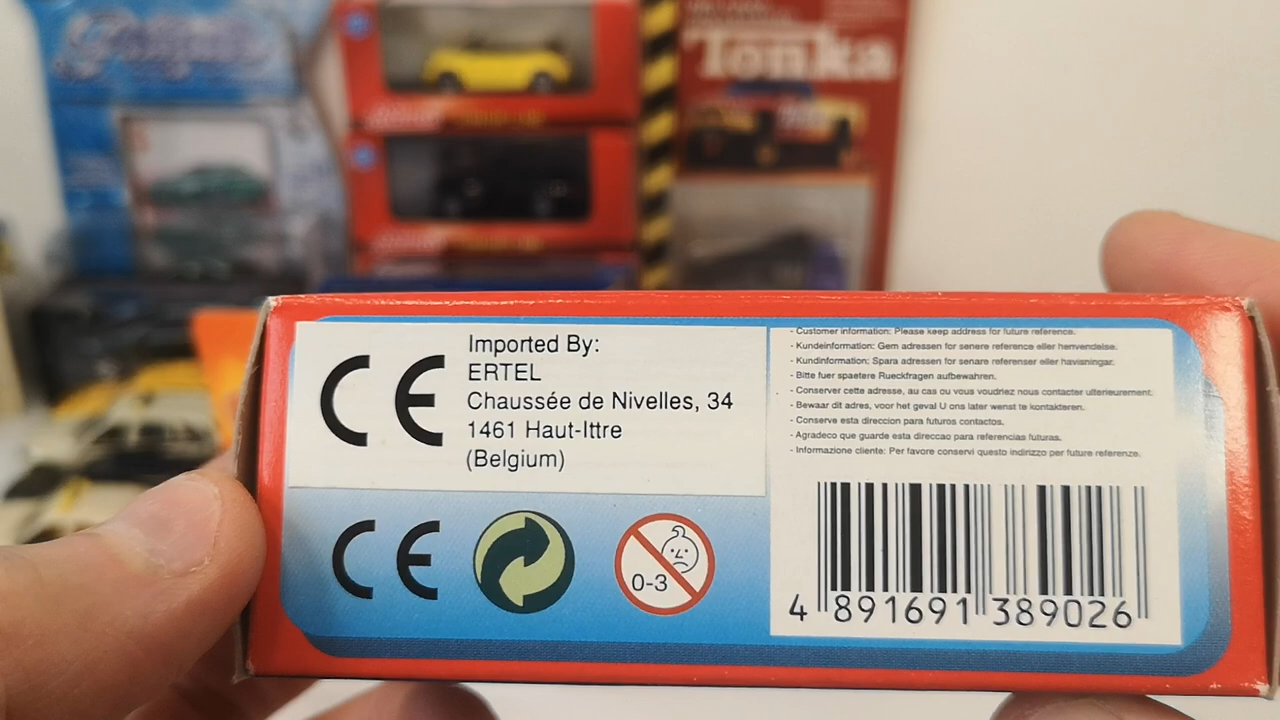 Tonka
CE
Imported By:
ERTEL
Chaussée de Nivelles, 34
1461 Haut-Ittre
(Belgium)
- Customer information: Please keep address for future reference.
- Kundeinformation: Gem adressen for senere reference eller henvendelse.
- Kundinformation: Spara adressen for senare referenser eller havisningar.
- Bitte fuer spaetere Rueckfragen aufbewahren.
- Conserver cette adresse, au cas ou vous voudriez nous contacter ulterieurement.
- Bewaar dit adres, voor het geval U ons later wenst te kontakteren.
- Conserve esta direccion para futuros contactos.
- Agradeco que guarde esta direccao para referencias futuras.
- Informazione cliente: Per favore conservi questo indirizzo per future referenze.
CE
0-3
4 891691 389026